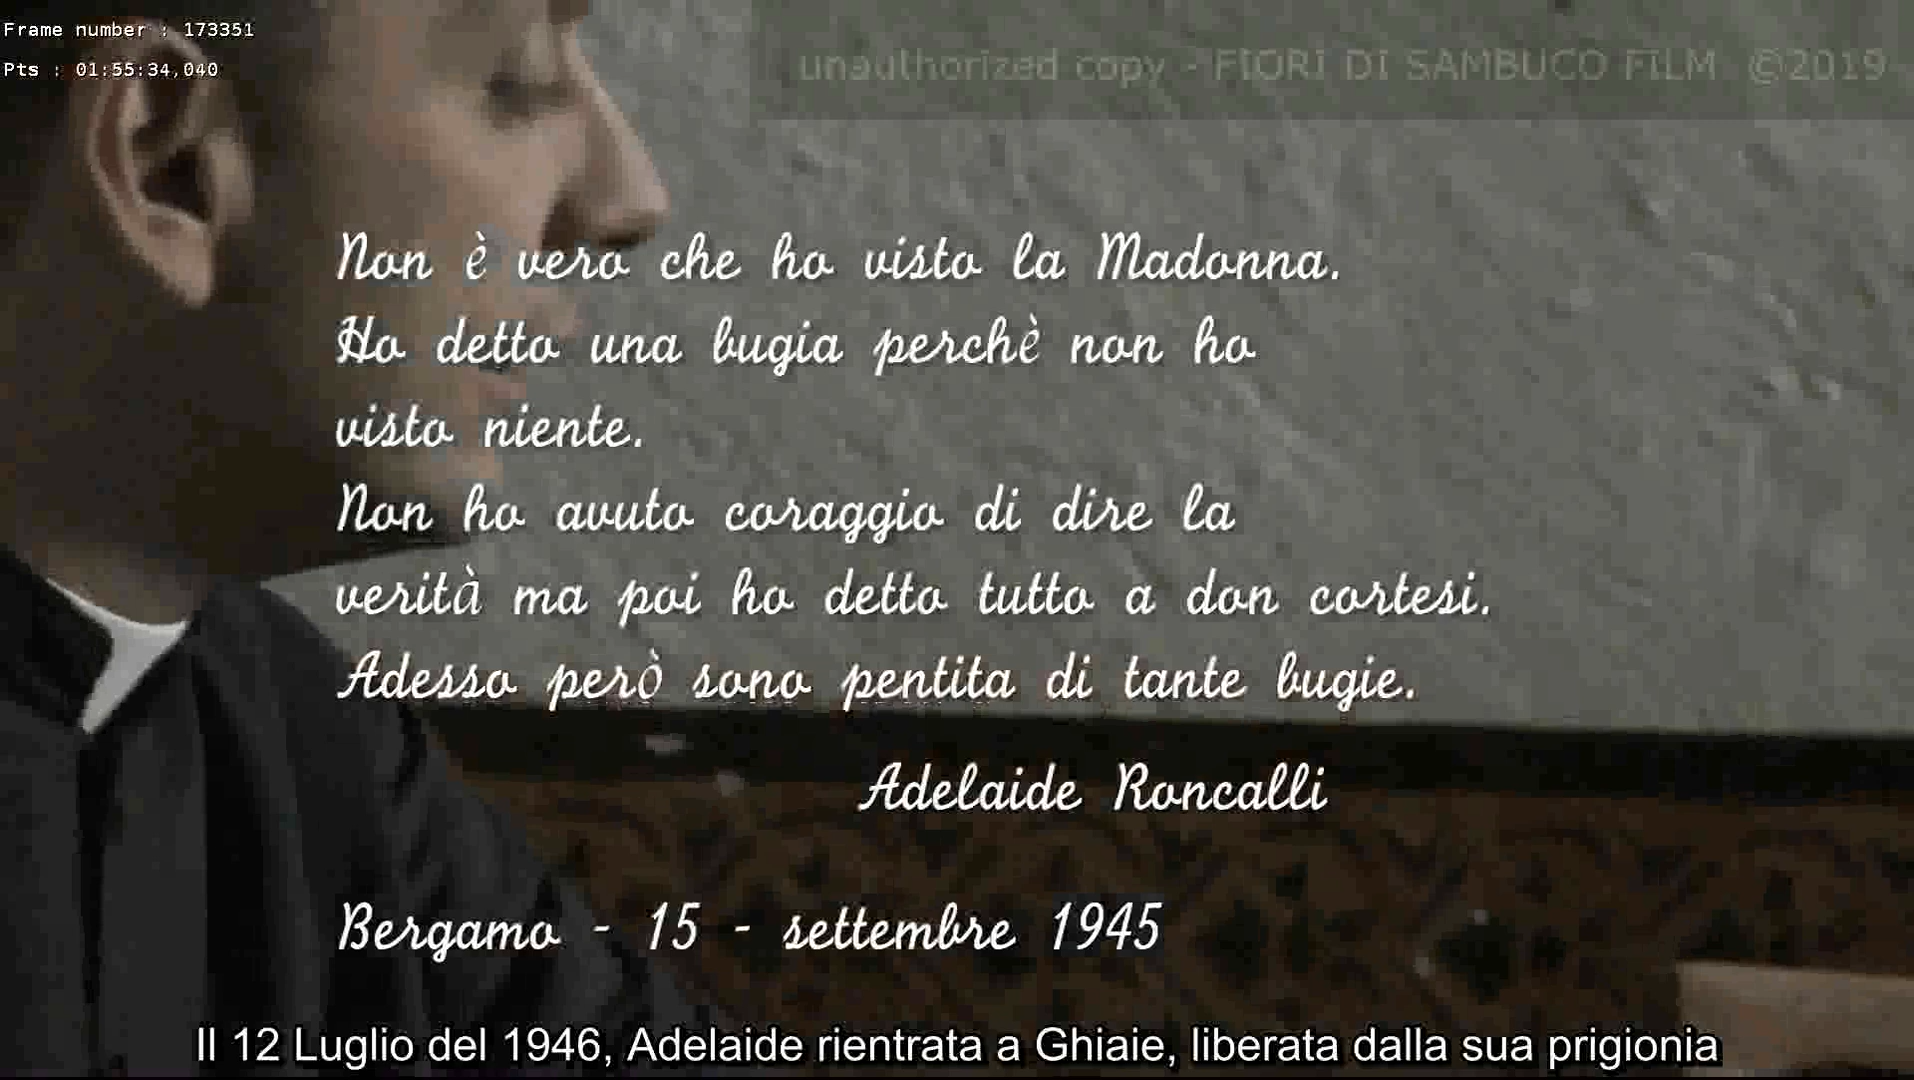 Frame number : 173351
Pts : 01:55:34,040
unauthorized copy - FIORI DI SAMBUCO FILM ©2019
Non è vero che ho visto la Madonna.
Ho detto una bugia perchè non ho
visto niente.
Non ho avuto coraggio di dire la
verità ma poi ho detto tutto a don cortesi.
Adesso però sono pentita di tante bugie.
Adelaide Roncalli
Bergamo - 15 - settembre 1945
Il 12 Luglio del 1946, Adelaide rientrata a Ghiaie, liberata dalla sua prigionia